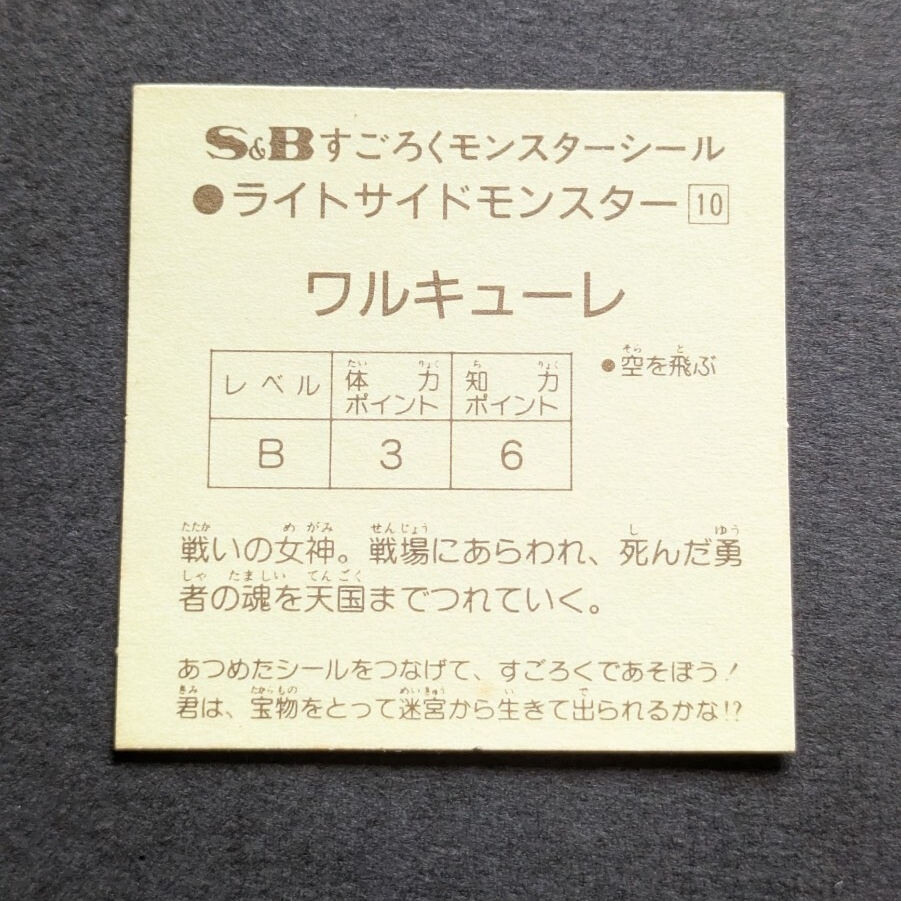 S&Bすごろくモンスターシール
●ライトサイドモンスター 10
ワルキューレ
レベル 体力ポイント 知力ポイント
B 3 6
●空を飛ぶ
戦いの女神。戦場にあらわれ、死んだ勇
者の魂を天国までつれていく。
あつめたシールをつなげて、すごろくであそぼう!
君は、宝物をとって迷宮から生きて出られるかな!?